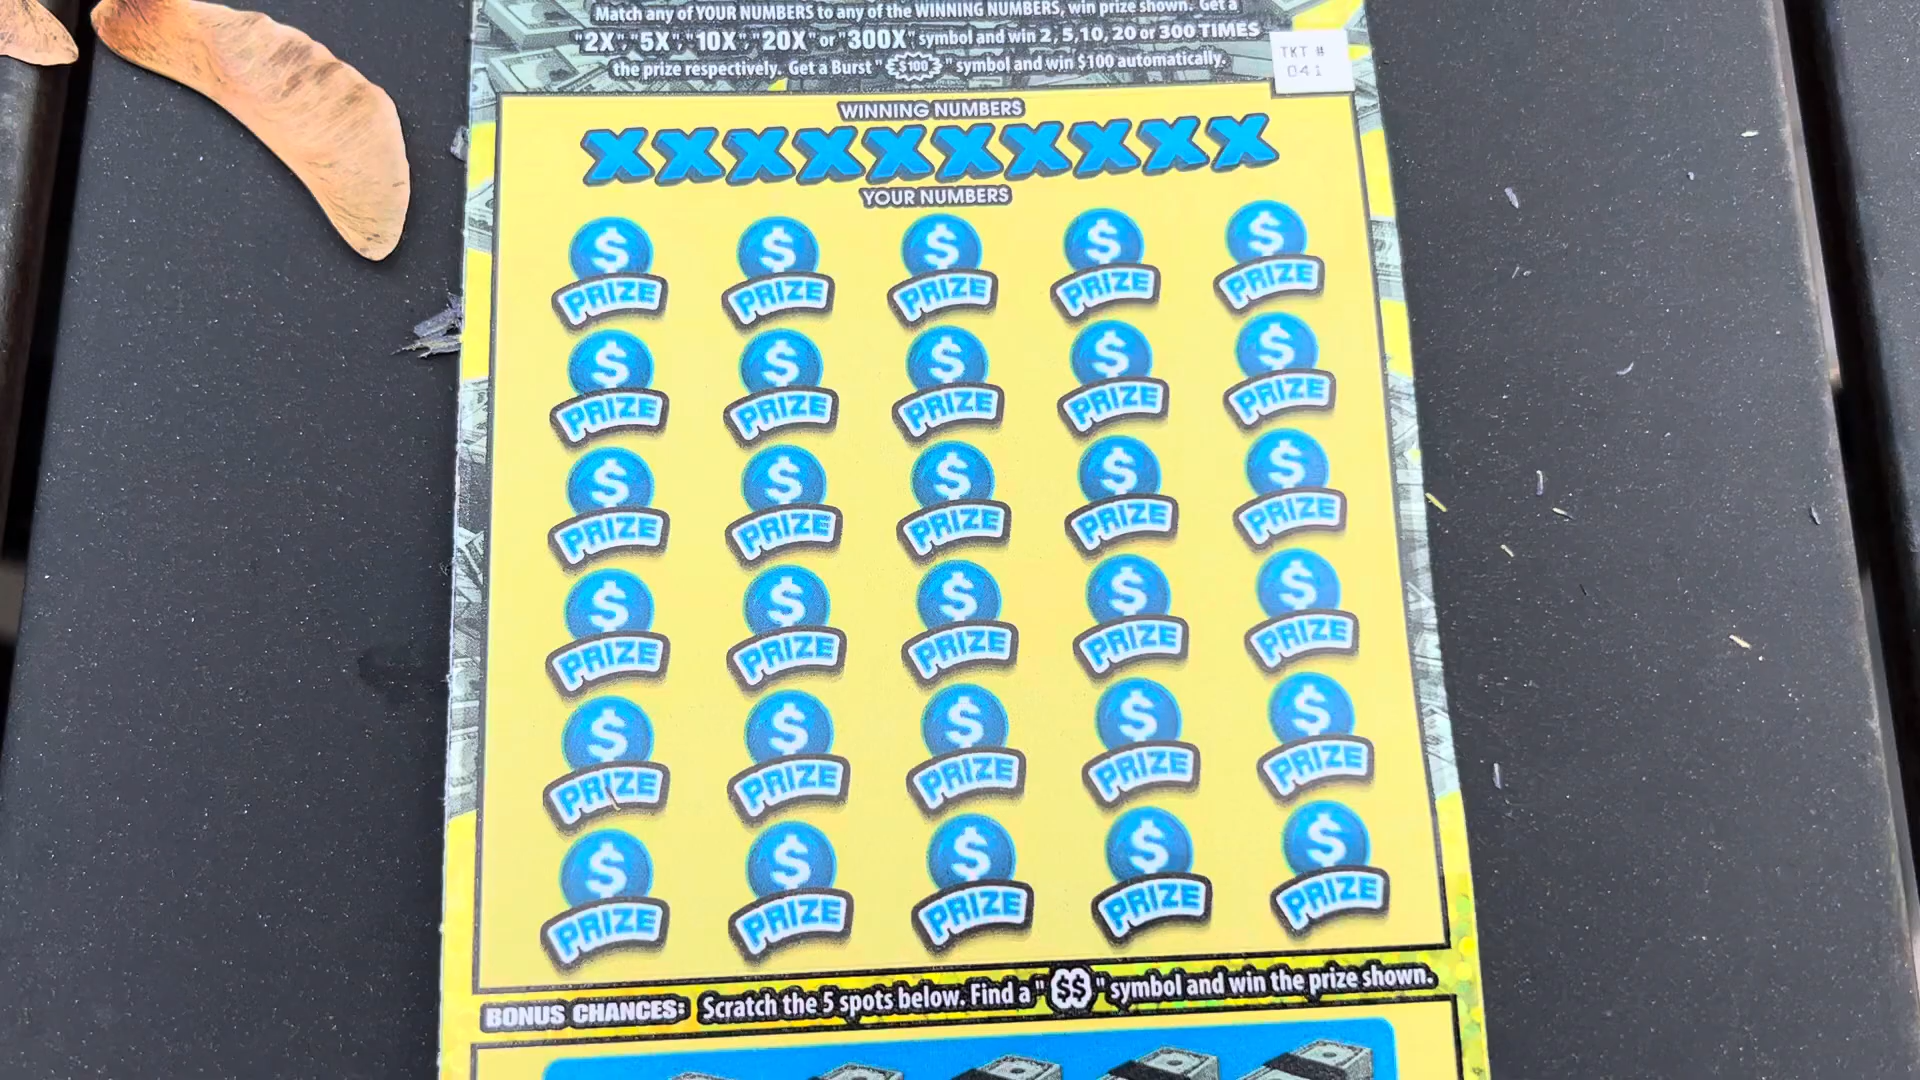 Match any of YOUR NUMBERS to any of the WINNING NUMBERS, win prize shown. Get a
"2X", "5X", "10X", "20X" or "300X" symbol and win 2, 5, 10, 20 or 300 TIMES
the prize respectively. Get a Burst "$100" symbol and win $100 automatically.
TKT #
041
WINNING NUMBERS
X X X X X X X X X X
YOUR NUMBERS
$ $ $ $ $
PRIZE PRIZE PRIZE PRIZE PRIZE
$ $ $ $ $
PRIZE PRIZE PRIZE PRIZE PRIZE
$ $ $ $ $
PRIZE PRIZE PRIZE PRIZE PRIZE
$ $ $ $ $
PRIZE PRIZE PRIZE PRIZE PRIZE
$ $ $ $ $
PRIZE PRIZE PRIZE PRIZE PRIZE
$ $ $ $ $
PRIZE PRIZE PRIZE PRIZE PRIZE
BONUS CHANCES: Scratch the 5 spots below. Find a "$$" symbol and win the prize shown.